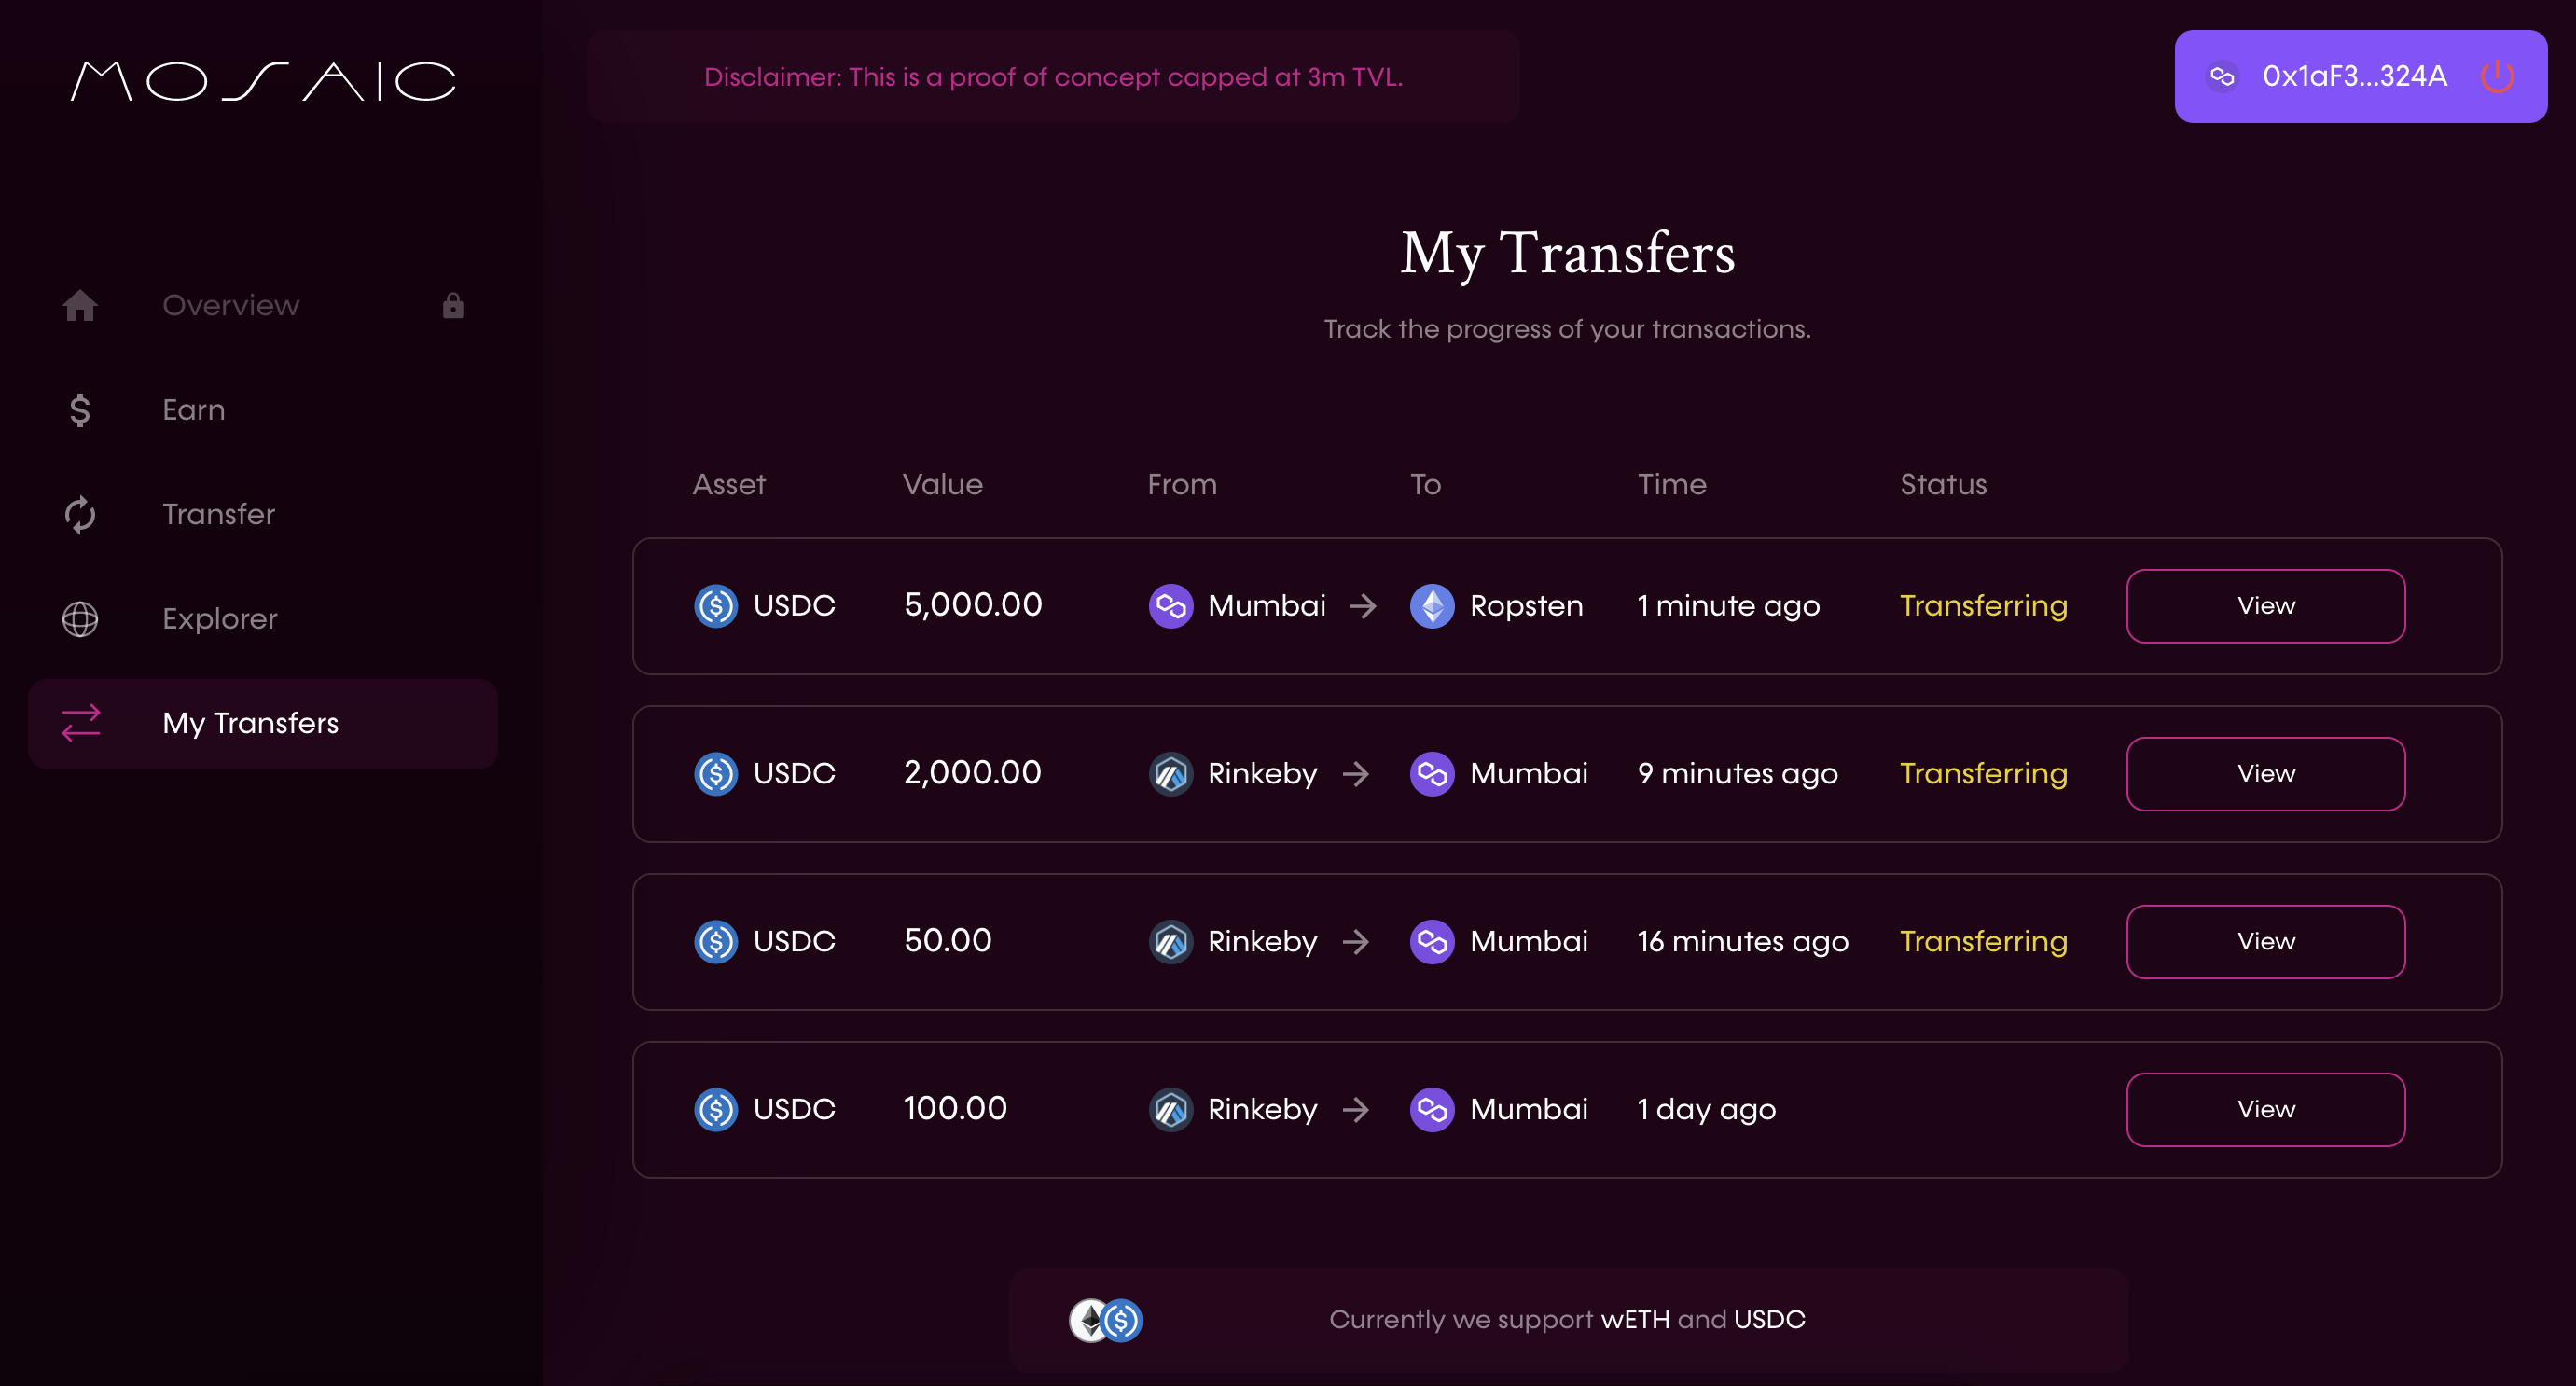 MOSAIC
Disclaimer: This is a proof of concept capped at 3m TVL.
0x1aF3...324A
Overview
Earn
Transfer
Explorer
My Transfers
My Transfers
Track the progress of your transactions.
Asset Value From To Time Status
USDC 5,000.00 Mumbai → Ropsten 1 minute ago Transferring View
USDC 2,000.00 Rinkeby → Mumbai 9 minutes ago Transferring View
USDC 50.00 Rinkeby → Mumbai 16 minutes ago Transferring View
USDC 100.00 Rinkeby → Mumbai 1 day ago View
Currently we support wETH and USDC